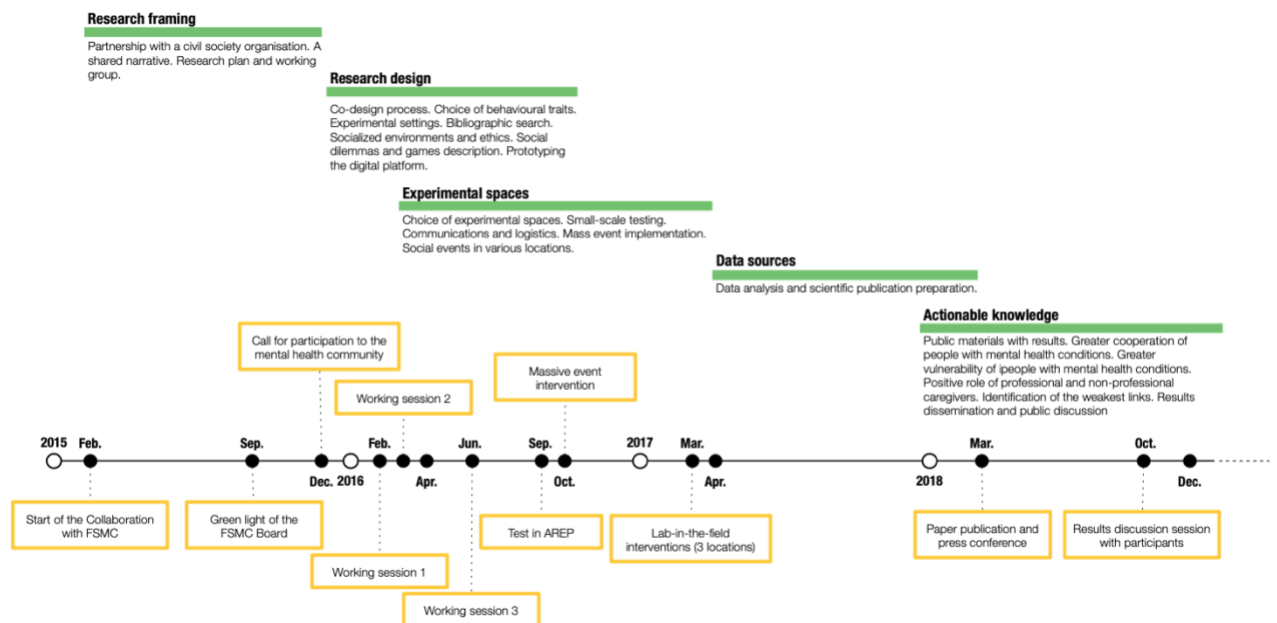 Research framing
Partnership with a civil society organisation. A
shared narrative. Research plan and working
group.
Research design
Co-design process. Choice of behavioural traits.
Experimental settings. Bibliographic search.
Socialized environments and ethics. Social
dilemmas and games description. Prototyping
the digital platform.
Experimental spaces
Choice of experimental spaces. Small-scale testing.
Communications and logistics. Mass event implementation.
Social events in various locations.
Data sources
Data analysis and scientific publication preparation.
Actionable knowledge
Public materials with results. Greater cooperation of
people with mental health conditions. Greater
vulnerability of ipeople with mental health conditions.
Positive role of professional and non-professional
caregivers. Identification of the weakest links. Results
dissemination and public discussion
Call for participation to the
mental health community
Working session 2
Massive event
intervention
2015 Feb. Sep. Feb. Jun. Sep. 2017 Mar. Mar. Oct.
Dec. 2016 Apr. Oct. Apr. 2018 Dec.
Start of the Collaboration
with FSMC
Green light of the
FSMC Board
Working session 1
Working session 3
Test in AREP
Lab-in-the-field
interventions (3 locations)
Paper publication and
press conference
Results discussion session
with participants